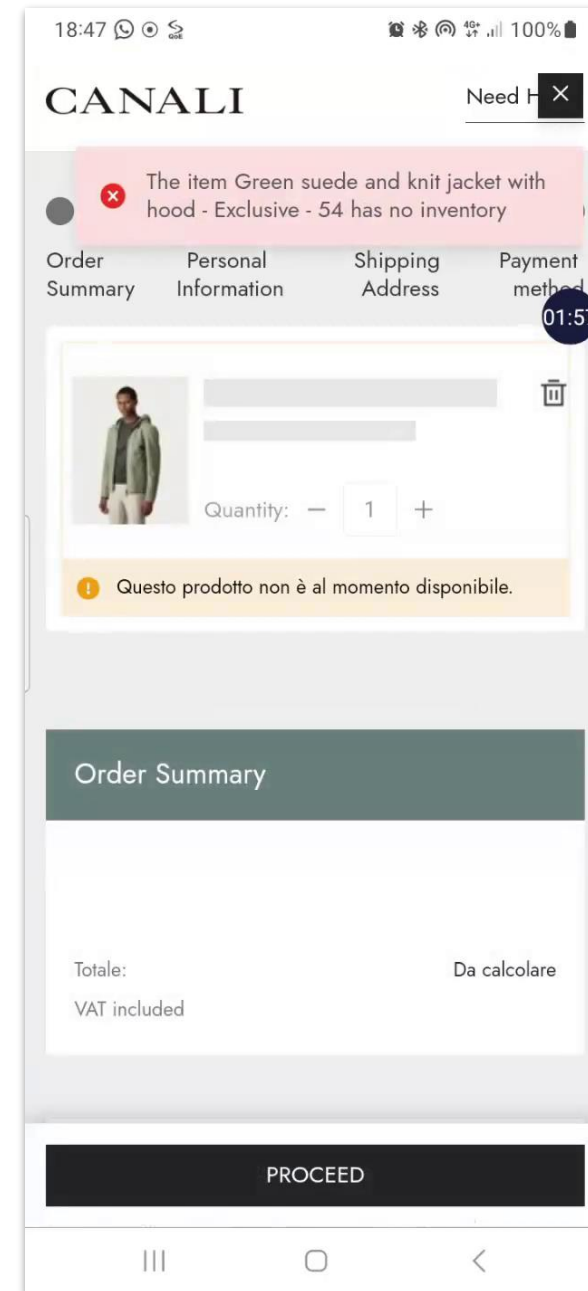 18:47 100%
CANALI
Need H
The item Green suede and knit jacket with
hood - Exclusive - 54 has no inventory
Order Summary
Personal Information
Shipping Address
Payment method
01:5
Quantity: — 1 +
Questo prodotto non è al momento disponibile.
Order Summary
Totale: Da calcolare
VAT included
PROCEED